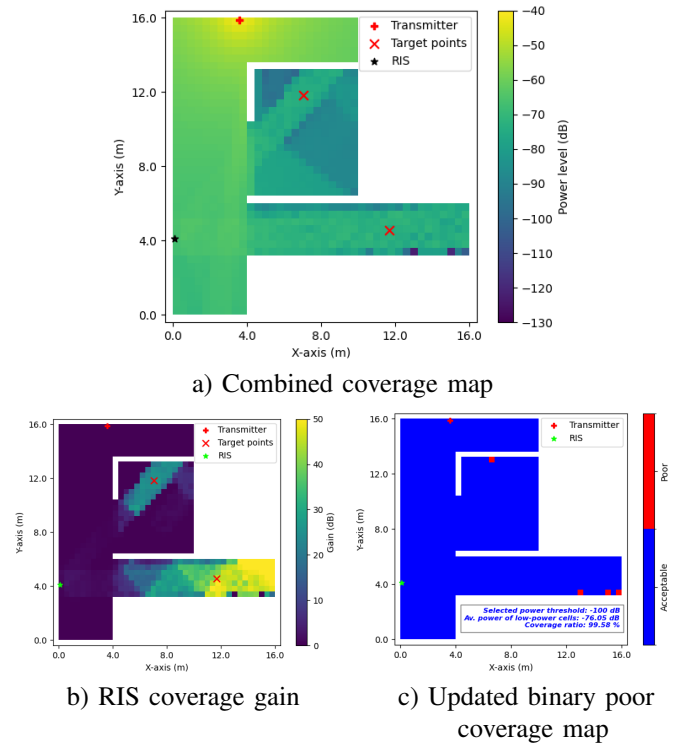 16.0
12.0
8.0
4.0
0.0
Y-axis (m)
0.0 4.0 8.0 12.0 16.0
X-axis (m)
Transmitter
Target points
RIS
−40
−50
−60
−70
−80
−90
−100
−110
−120
−130
Power level (dB)
a) Combined coverage map
16.0
12.0
8.0
4.0
0.0
Y-axis (m)
0.0 4.0 8.0 12.0 16.0
X-axis (m)
Transmitter
Target points
RIS
50
40
30
20
10
0
Gain (dB)
b) RIS coverage gain
16.0
12.0
8.0
4.0
0.0
Y-axis (m)
0.0 4.0 8.0 12.0 16.0
X-axis (m)
Transmitter
RIS
Selected power threshold: -100 dB
Av. power of low-power cells: -76.05 dB
Coverage ratio: 99.58 %
Poor
Acceptable
c) Updated binary poor
coverage map